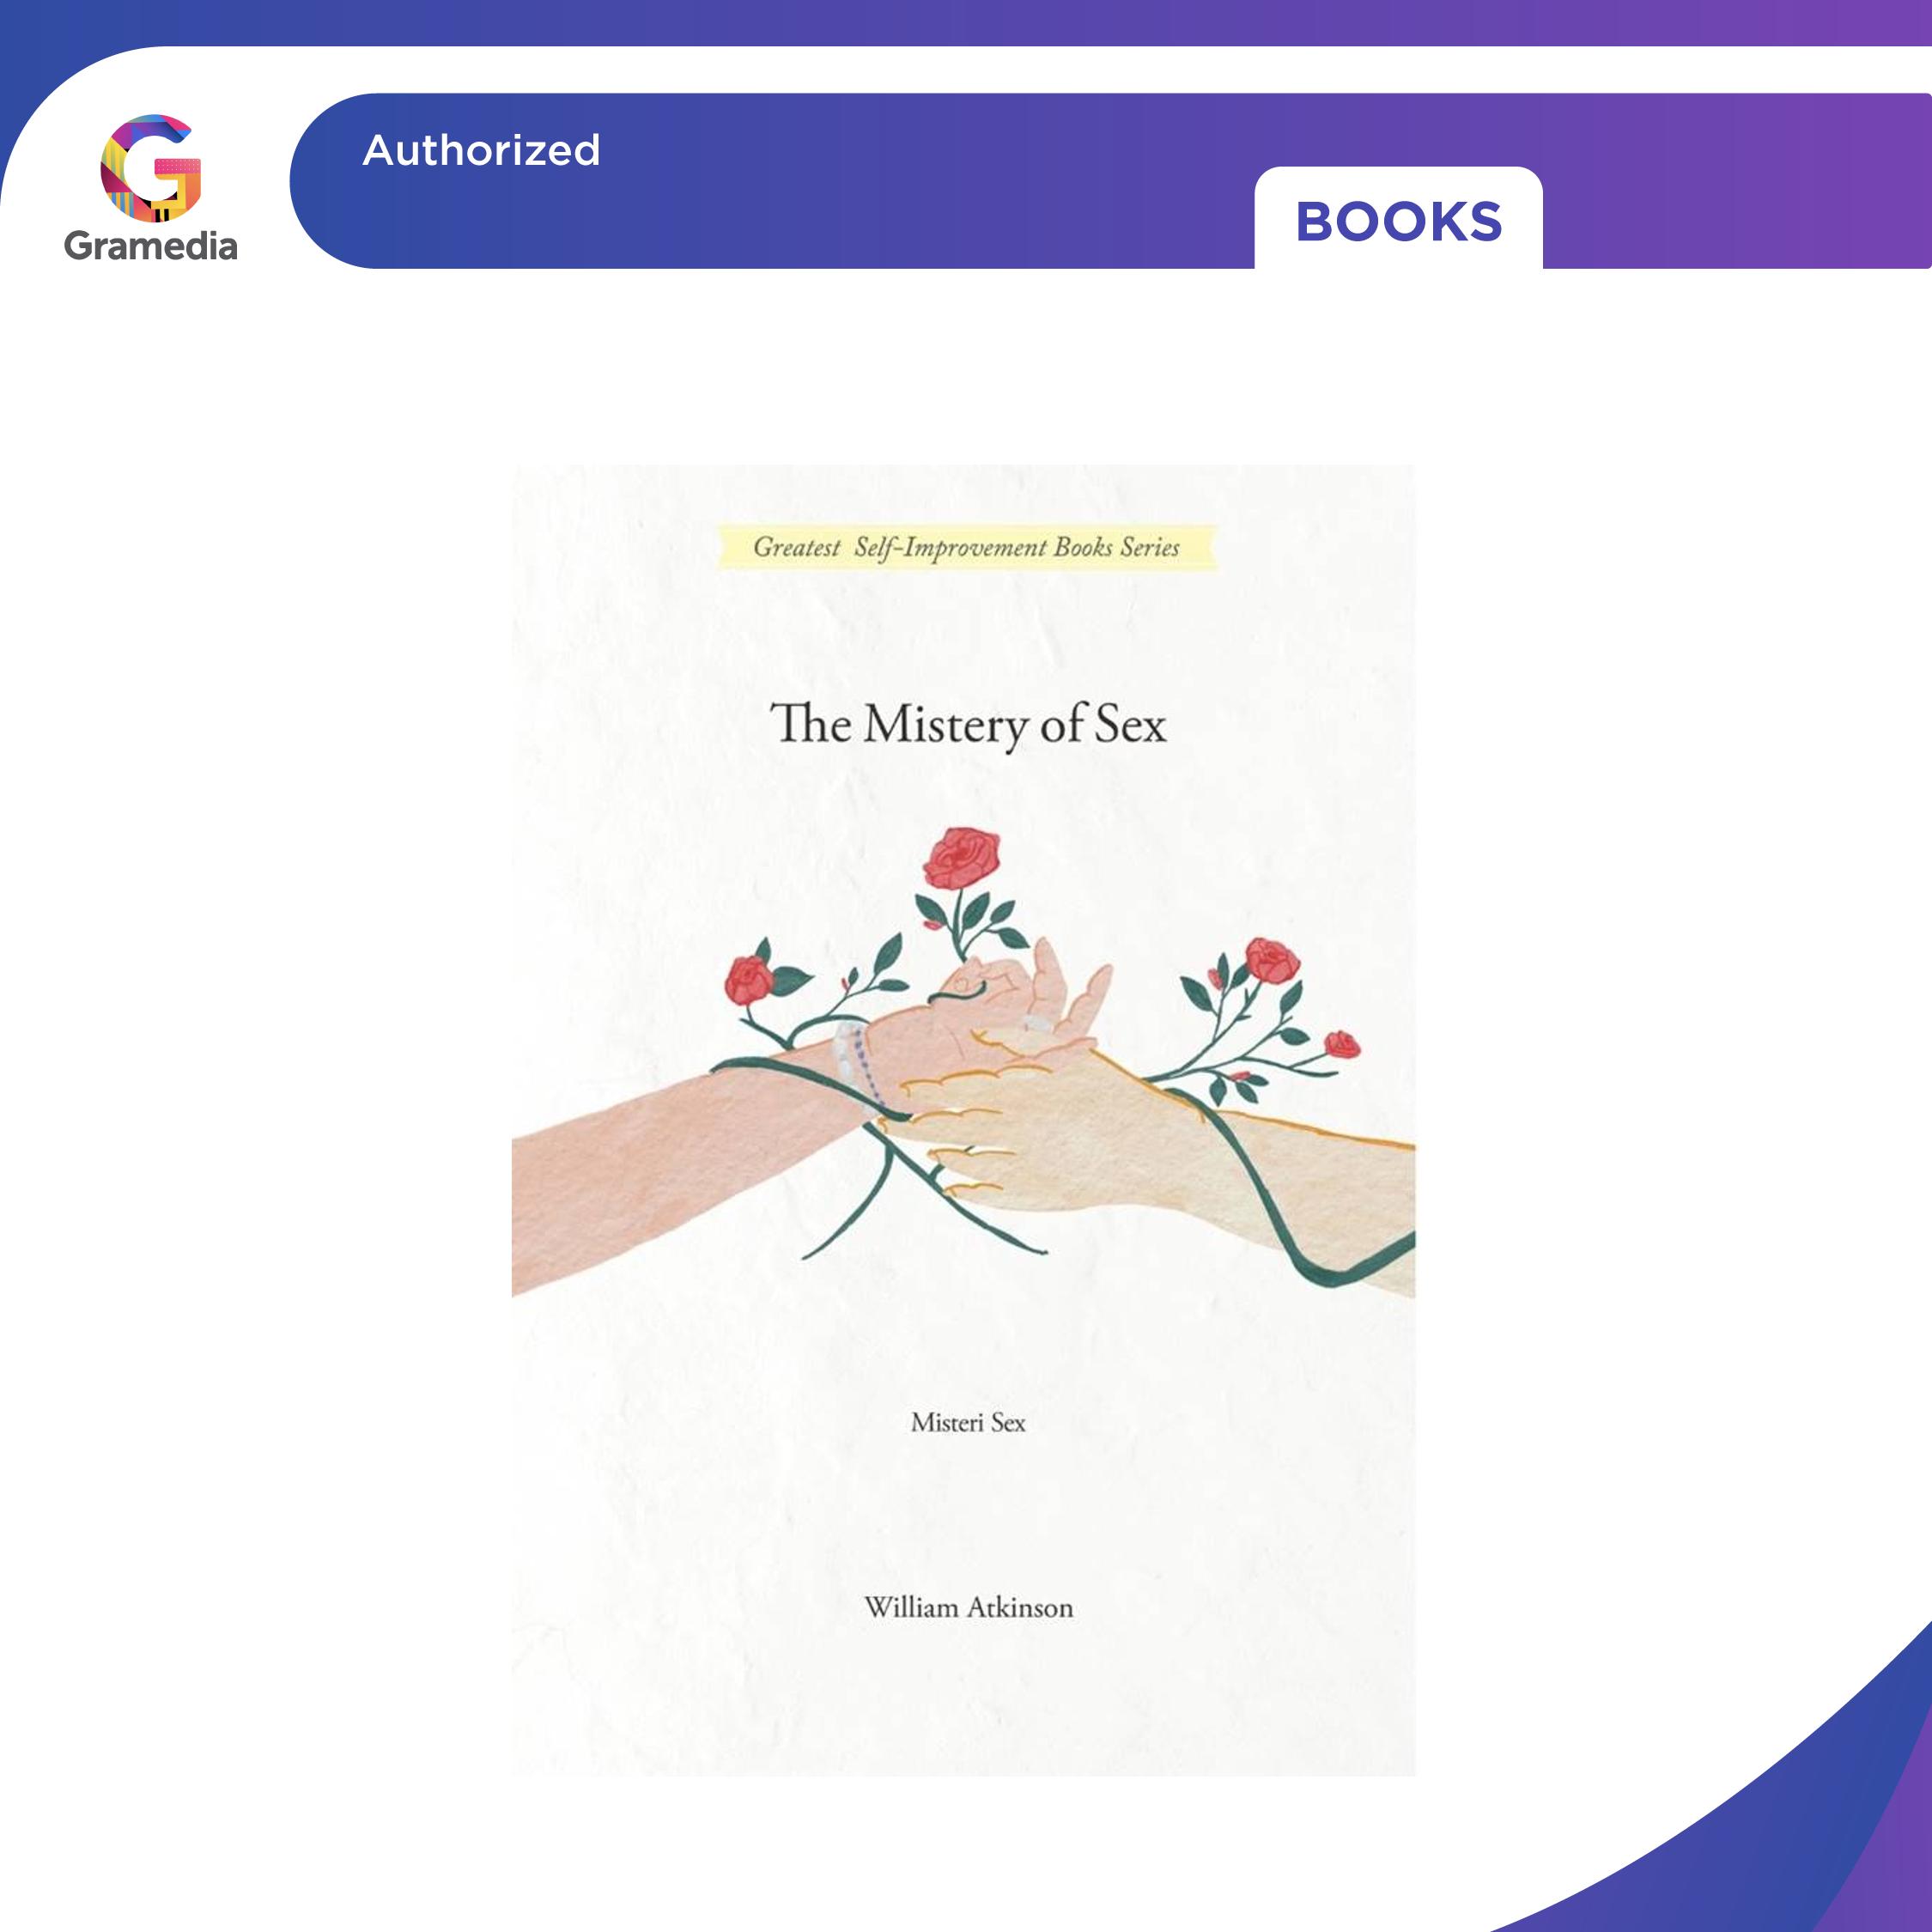 Gramedia
Authorized
BOOKS
Greatest Self-Improvement Books Series
The Mistery of Sex
Misteri Sex
William Atkinson